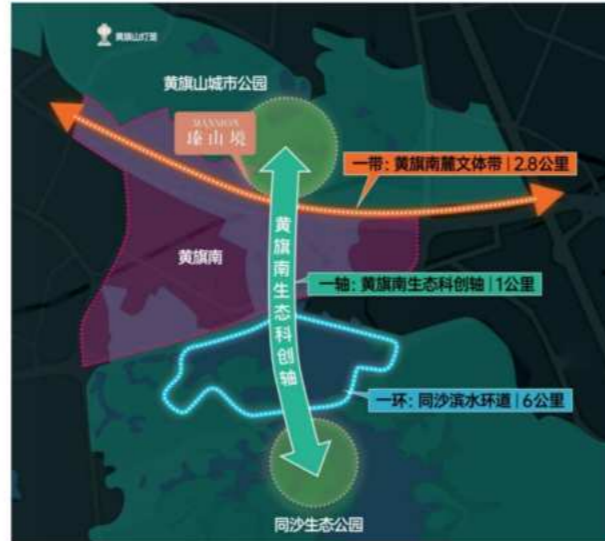 黄旗山灯笼
黄旗山城市公园
MANSION
瑧山境
一带：黄旗南麓文体带 | 2.8公里
黄旗南
黄旗南生态科创轴
一轴：黄旗南生态科创轴 | 1公里
一环：同沙滨水环道 | 6公里
同沙生态公园